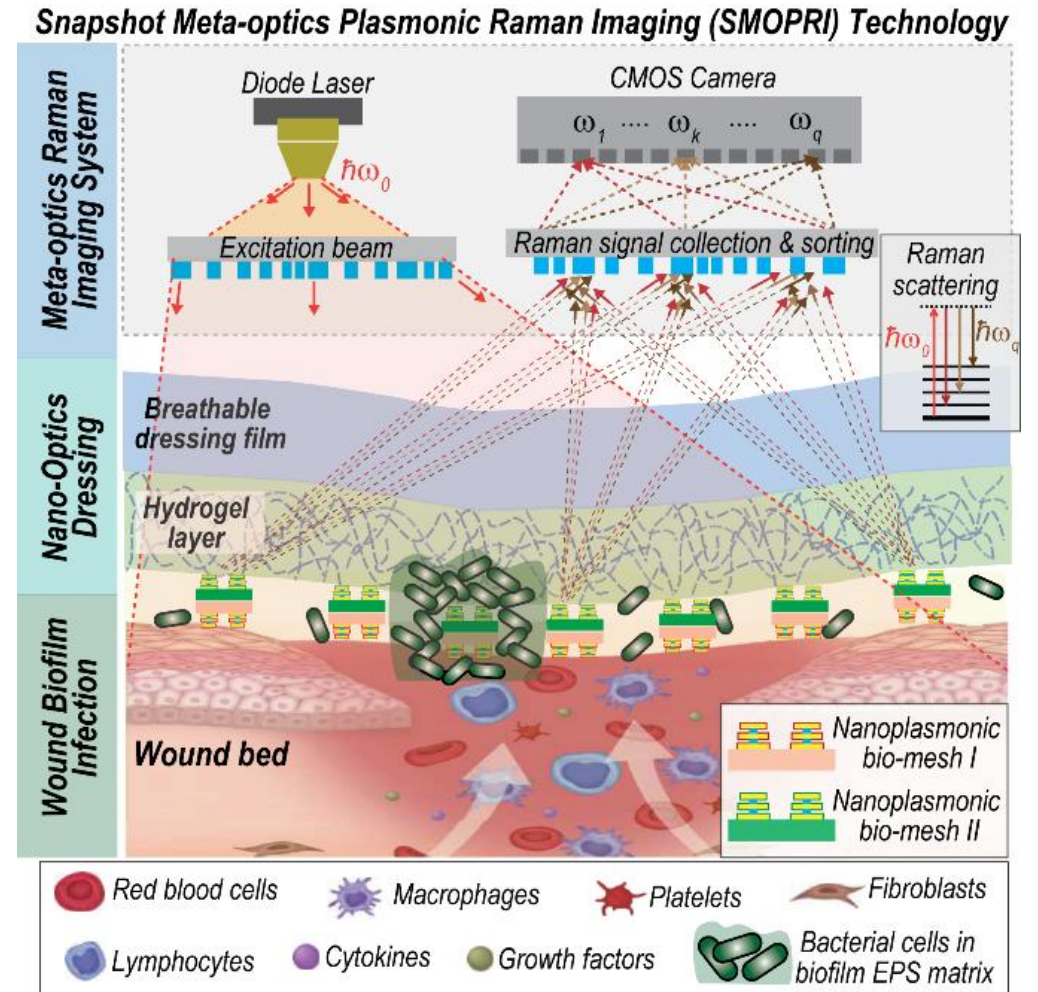 Snapshot Meta-optics Plasmonic Raman Imaging (SMOPRI) Technology
Meta-optics Raman
Imaging System
Diode Laser
ħω₀
Excitation beam
CMOS Camera
ω₁ ···· ωₖ ···· ω_q
Raman signal collection & sorting
Raman
scattering
ħω₀
ħω_q
Nano-Optics
Dressing
Breathable
dressing film
Hydrogel
layer
Wound Biofilm
Infection
Wound bed
Nanoplasmonic
bio-mesh I
Nanoplasmonic
bio-mesh II
Red blood cells
Macrophages
Platelets
Fibroblasts
Lymphocytes
Cytokines
Growth factors
Bacterial cells in
biofilm EPS matrix